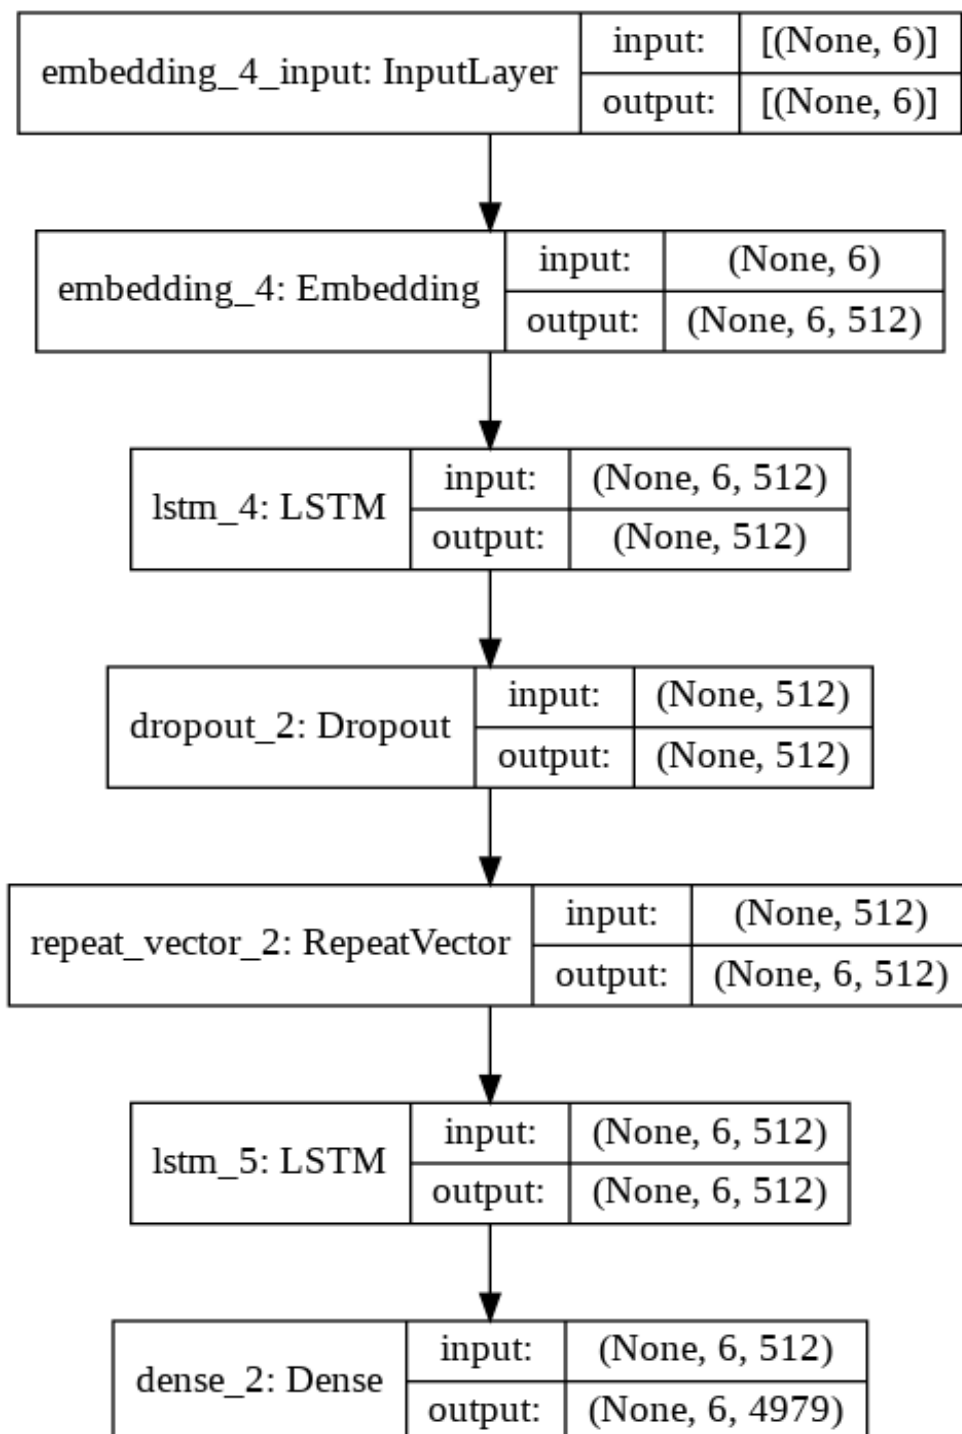 embedding_4_input: InputLayer
input: [(None, 6)]
output: [(None, 6)]
embedding_4: Embedding
input: (None, 6)
output: (None, 6, 512)
lstm_4: LSTM
input: (None, 6, 512)
output: (None, 512)
dropout_2: Dropout
input: (None, 512)
output: (None, 512)
repeat_vector_2: RepeatVector
input: (None, 512)
output: (None, 6, 512)
lstm_5: LSTM
input: (None, 6, 512)
output: (None, 6, 512)
dense_2: Dense
input: (None, 6, 512)
output: (None, 6, 4979)